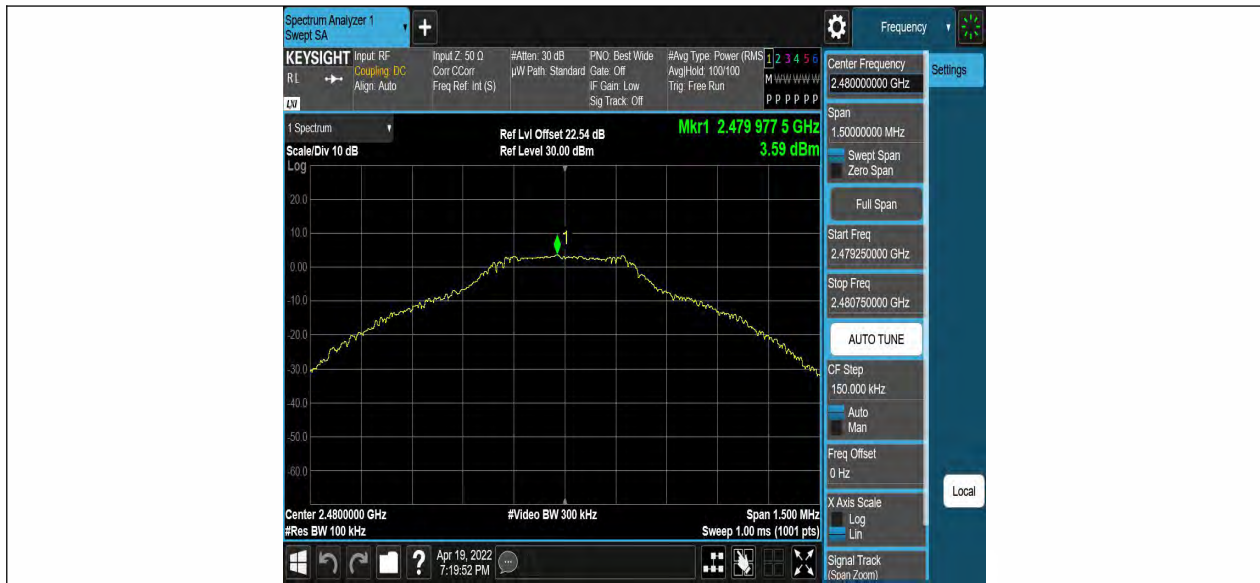 Spectrum Analyzer 1
Swept SA
+
Frequency
KEYSIGHT
Input: RF
Input Z: 50 Ω
#Atten: 30 dB
PNO: Best Wide
#Avg Type: Power (RMS
1 2 3 4 5 6
RL
Coupling: DC
Corr CCorr
µW Path: Standard
Gate: Off
Avg|Hold: 100/100
M W W W W W
Align: Auto
Freq Ref: Int (S)
IF Gain: Low
Trig: Free Run
Sig Track: Off
P P P P P P
LXI
1 Spectrum
Ref Lvl Offset 22.54 dB
Mkr1 2.479 977 5 GHz
Scale/Div 10 dB
Ref Level 30.00 dBm
3.59 dBm
Log
20.0
10.0
0.00
-10.0
-20.0
-30.0
-40.0
-50.0
-60.0
1
Center 2.4800000 GHz
#Video BW 300 kHz
Span 1.500 MHz
#Res BW 100 kHz
Sweep 1.00 ms (1001 pts)
Center Frequency
2.480000000 GHz
Settings
Span
1.50000000 MHz
Swept Span
Zero Span
Full Span
Start Freq
2.479250000 GHz
Stop Freq
2.480750000 GHz
AUTO TUNE
CF Step
150.000 kHz
Auto
Man
Freq Offset
0 Hz
X Axis Scale
Log
Lin
Local
Signal Track
(Span Zoom)
?
Apr 19, 2022
7:19:52 PM